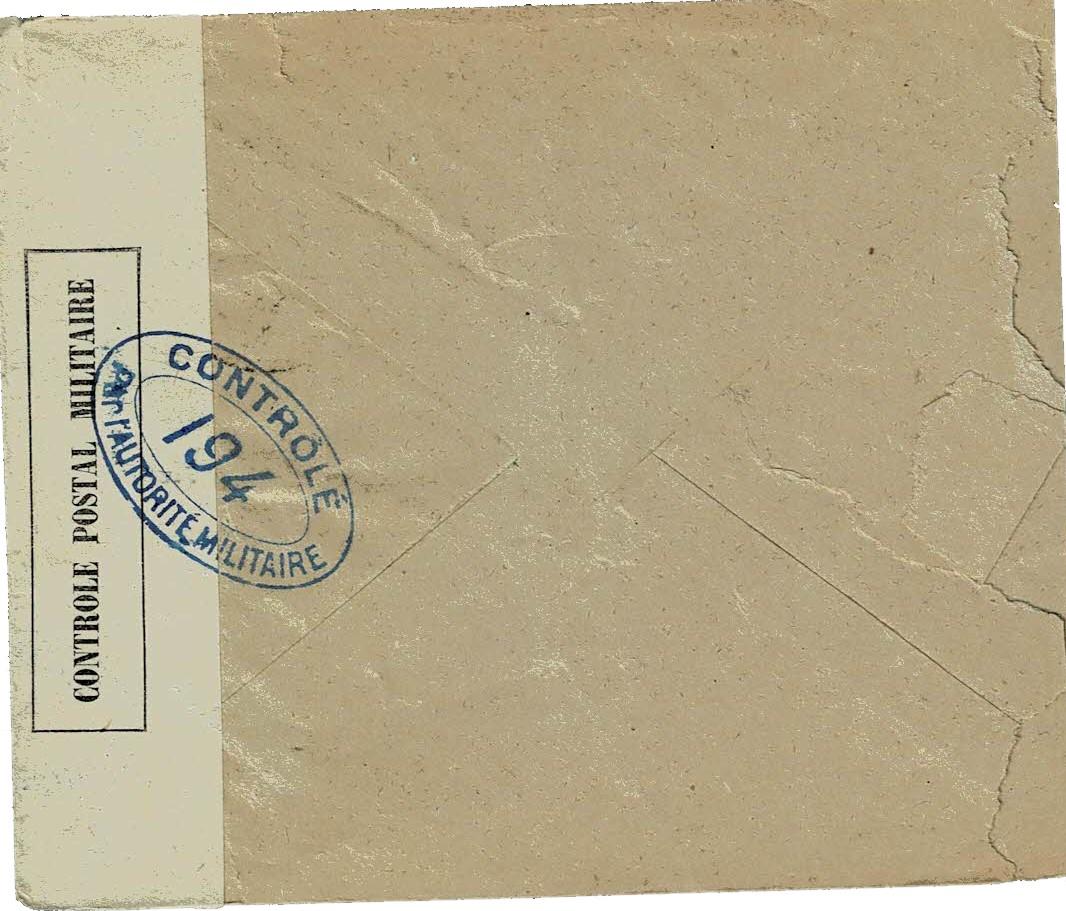 CONTROLE POSTAL MILITAIRE
CONTRÔLÉ
194
Par l'AUTORITÉ MILITAIRE